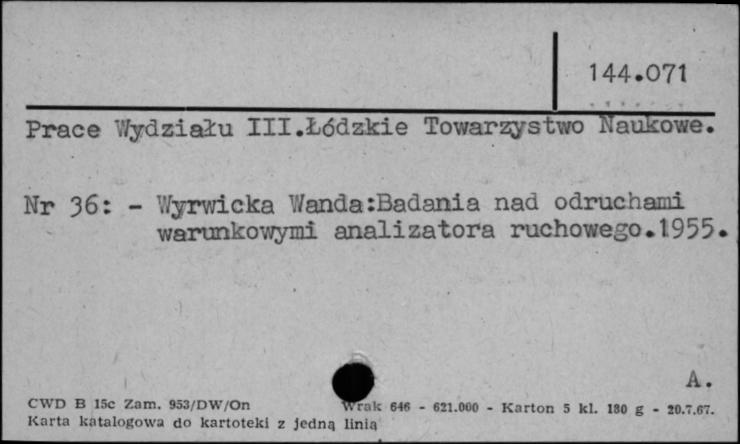 144.071
Prace Wydziału III.Łódzkie Towarzystwo Naukowe.
Nr 36: - Wyrwicka Wanda:Badania nad odruchami
warunkowymi analizatora ruchowego.1955.
A.
CWD B 15c Zam. 953/DW/On Wrak 646 - 621.000 - Karton 5 kl. 180 g - 20.7.67.
Karta katalogowa do kartoteki z jedną linią